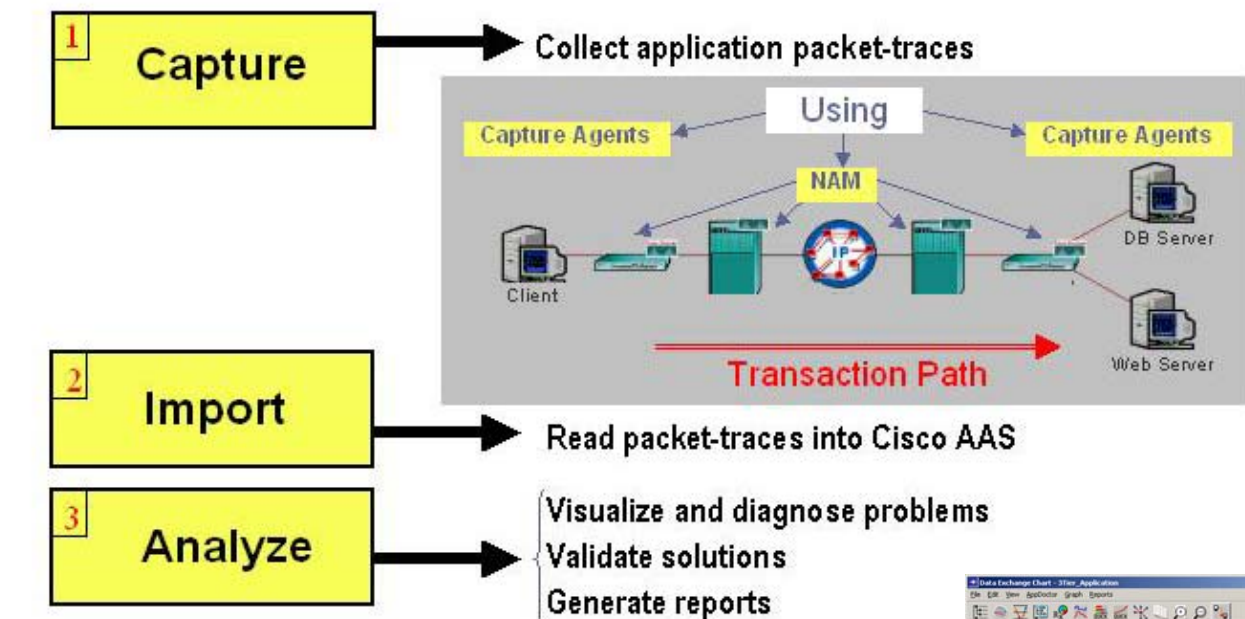 1
Capture
Collect application packet-traces
Using
Capture Agents
Capture Agents
NAM
IP
DB Server
Client
Web Server
Transaction Path
2
Import
Read packet-traces into Cisco AAS
3
Analyze
Visualize and diagnose problems
Validate solutions
Generate reports
Data Exchange Chart - 3Tier_Application
File Edit View AppDoctor Graph Reports